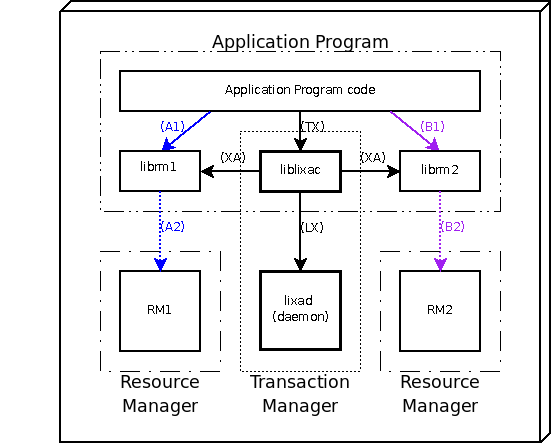 Application Program
Application Program code
(A1) (TX) (B1)
librm1 (XA) liblixac (XA) librm2
(A2) (LX) (B2)
RM1
lixad
(daemon)
RM2
Resource
Manager
Transaction
Manager
Resource
Manager